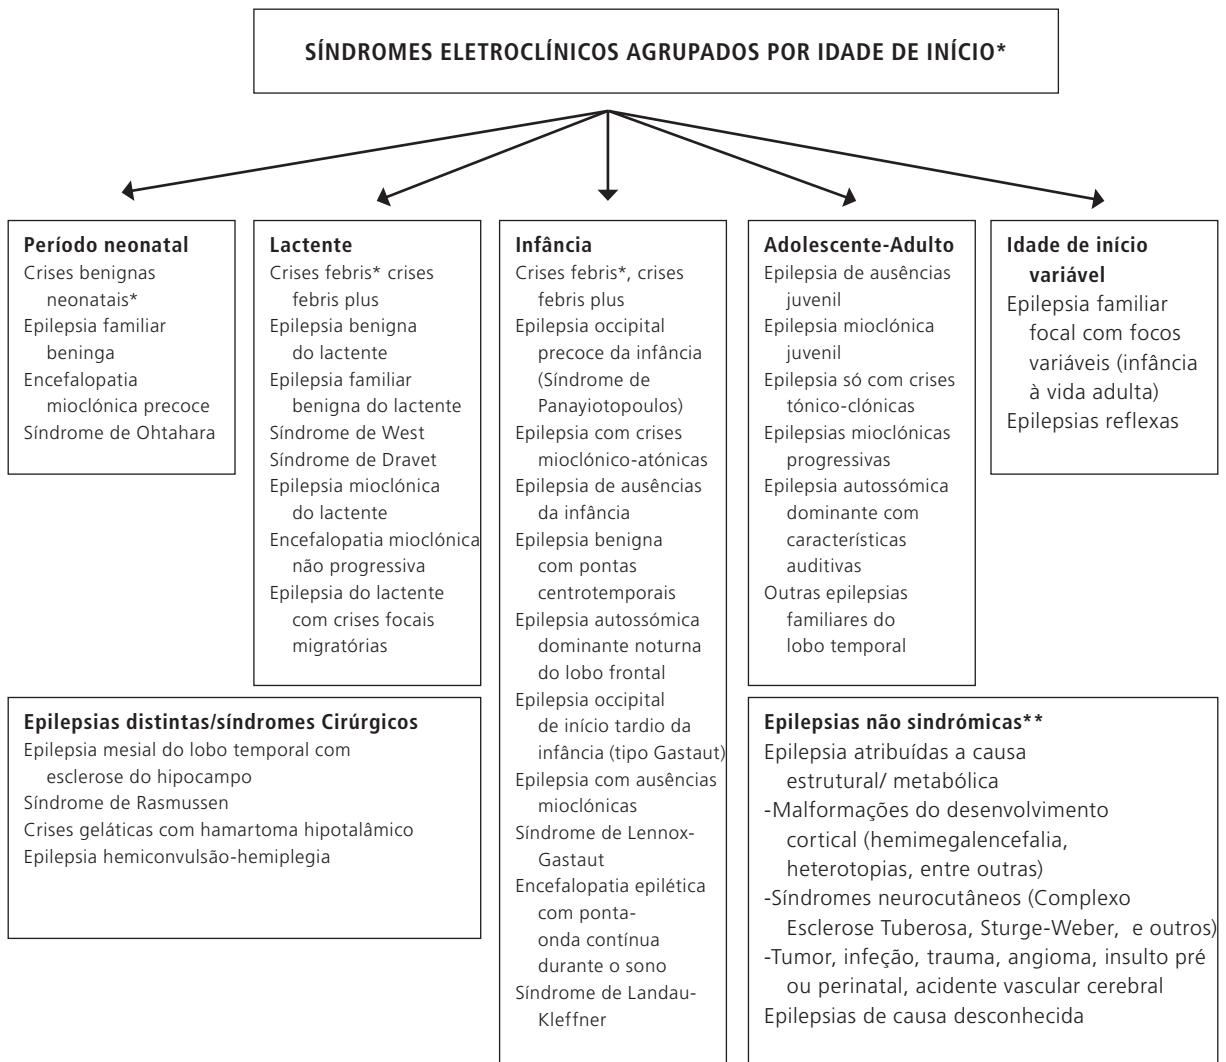 SÍNDROMES ELETROCLÍNICOS AGRUPADOS POR IDADE DE INÍCIO*
Período neonatal
Crises benignas
neonatais*
Epilepsia familiar
beninga
Encefalopatia
mioclónica precoce
Síndrome de Ohtahara
Lactente
Crises febris* crises
febris plus
Epilepsia benigna
do lactente
Epilepsia familiar
benigna do lactente
Síndrome de West
Síndrome de Dravet
Epilepsia mioclónica
do lactente
Encefalopatia mioclónica
não progressiva
Epilepsia do lactente
com crises focais
migratórias
Infância
Crises febris*, crises
febris plus
Epilepsia occipital
precoce da infância
(Síndrome de
Panayiotopoulos)
Epilepsia com crises
mioclónico-atónicas
Epilepsia de ausências
da infância
Epilepsia benigna
com pontas
centrotemporais
Epilepsia autossómica
dominante noturna
do lobo frontal
Epilepsia occipital
de início tardio da
infância (tipo Gastaut)
Epilepsia com ausências
mioclónicas
Síndrome de Lennox-
Gastaut
Encefalopatia epilética
com ponta-
onda contínua
durante o sono
Síndrome de Landau-
Kleffner
Adolescente-Adulto
Epilepsia de ausências
juvenil
Epilepsia mioclónica
juvenil
Epilepsia só com crises
tónico-clónicas
Epilepsias mioclónicas
progressivas
Epilepsia autossómica
dominante com
características
auditivas
Outras epilepsias
familiares do
lobo temporal
Idade de início
variável
Epilepsia familiar
focal com focos
variáveis (infância
à vida adulta)
Epilepsias reflexas
Epilepsias distintas/síndromes Cirúrgicos
Epilepsia mesial do lobo temporal com
esclerose do hipocampo
Síndrome de Rasmussen
Crises geláticas com hamartoma hipotalâmico
Epilepsia hemiconvulsão-hemiplegia
Epilepsias não sindrómicas**
Epilepsia atribuídas a causa
estrutural/ metabólica
-Malformações do desenvolvimento
cortical (hemimegalencefalia,
heterotopias, entre outras)
-Síndromes neurocutâneos (Complexo
Esclerose Tuberosa, Sturge-Weber, e outros)
-Tumor, infeção, trauma, angioma, insulto pré
ou perinatal, acidente vascular cerebral
Epilepsias de causa desconhecida